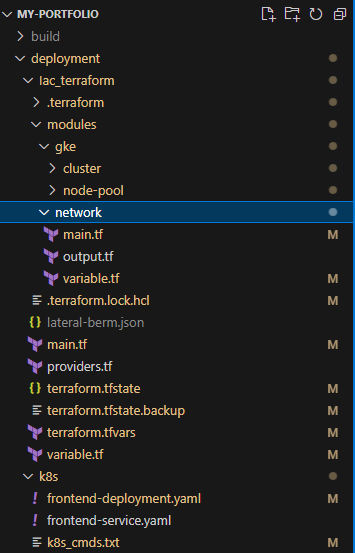 MY-PORTFOLIO
build
deployment
Iac_terraform
.terraform
modules
gke
cluster
node-pool
network
main.tf M
output.tf
variable.tf M
.terraform.lock.hcl M
{} lateral-berm.json
main.tf M
providers.tf
{} terraform.tfstate M
terraform.tfstate.backup M
terraform.tfvars M
variable.tf M
k8s
! frontend-deployment.yaml M
! frontend-service.yaml
k8s_cmds.txt M